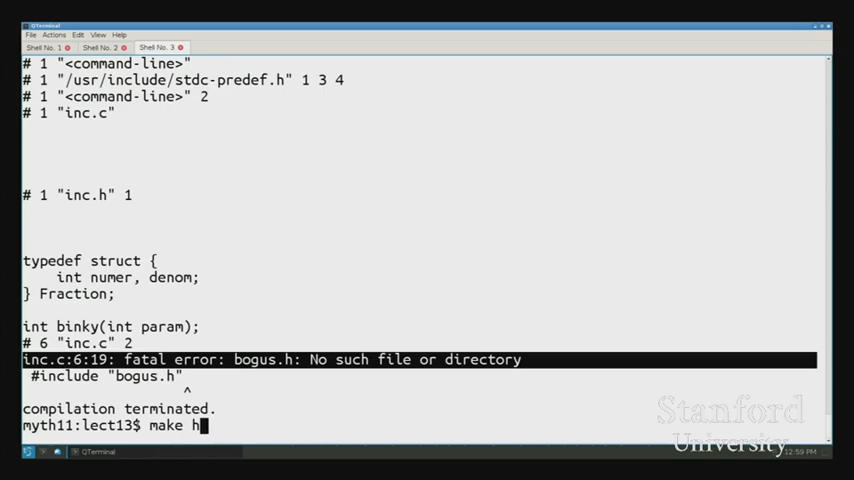 QTerminal
File Actions Edit View Help
Shell No. 1 Shell No. 2 Shell No. 3
# 1 "<command-line>"
# 1 "/usr/include/stdc-predef.h" 1 3 4
# 1 "<command-line>" 2
# 1 "inc.c"
# 1 "inc.h" 1
typedef struct {
    int numer, denom;
} Fraction;
int binky(int param);
# 6 "inc.c" 2
inc.c:6:19: fatal error: bogus.h: No such file or directory
 #include "bogus.h"
                   ^
compilation terminated.
myth11:lect13$ make h
Stanford
University
QTerminal
12:59 PM